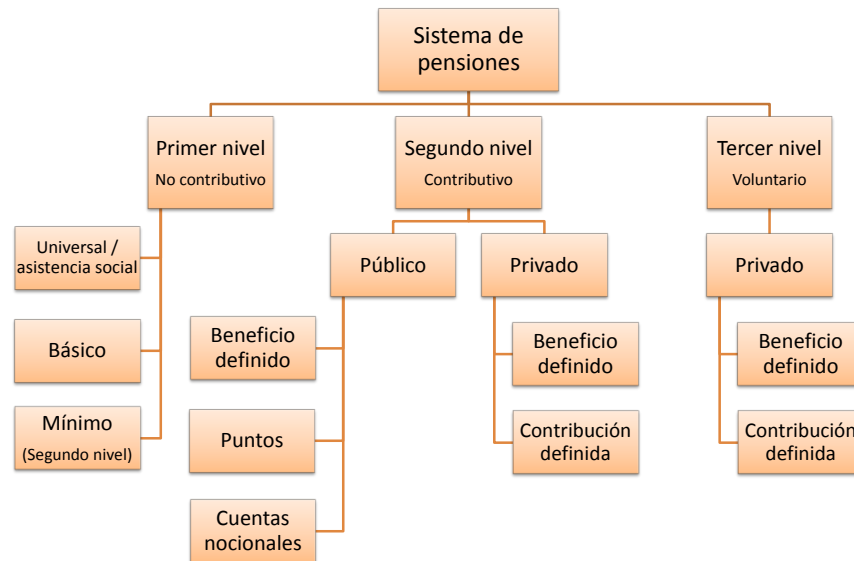 Sistema de
pensiones
Primer nivel
No contributivo
Segundo nivel
Contributivo
Tercer nivel
Voluntario
Universal /
asistencia social
Básico
Mínimo
(Segundo nivel)
Público
Privado
Beneficio
definido
Puntos
Cuentas
nocionales
Beneficio
definido
Contribución
definida
Privado
Beneficio
definido
Contribución
definida